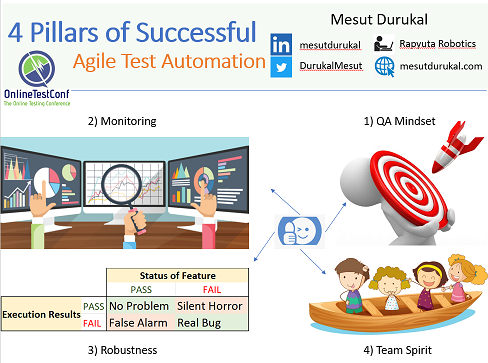 4 Pillars of Successful
Agile Test Automation
Mesut Durukal
in mesutdurukal
Rapyuta Robotics
DurukalMesut
mesutdurukal.com
OnlineTestConf
The Online Testing Conference
2) Monitoring
1) QA Mindset
Status of Feature
PASS FAIL
Execution Results
PASS No Problem Silent Horror
FAIL False Alarm Real Bug
3) Robustness
4) Team Spirit